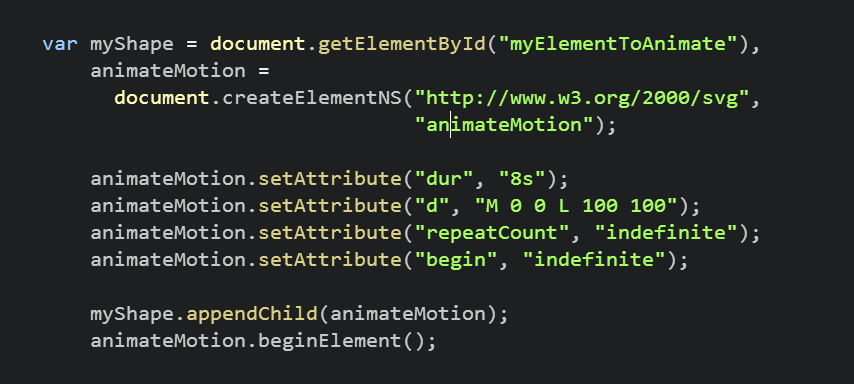 var myShape = document.getElementById("myElementToAnimate"),
    animateMotion =
      document.createElementNS("http://www.w3.org/2000/svg",
                               "animateMotion");

    animateMotion.setAttribute("dur", "8s");
    animateMotion.setAttribute("d", "M 0 0 L 100 100");
    animateMotion.setAttribute("repeatCount", "indefinite");
    animateMotion.setAttribute("begin", "indefinite");

    myShape.appendChild(animateMotion);
    animateMotion.beginElement();